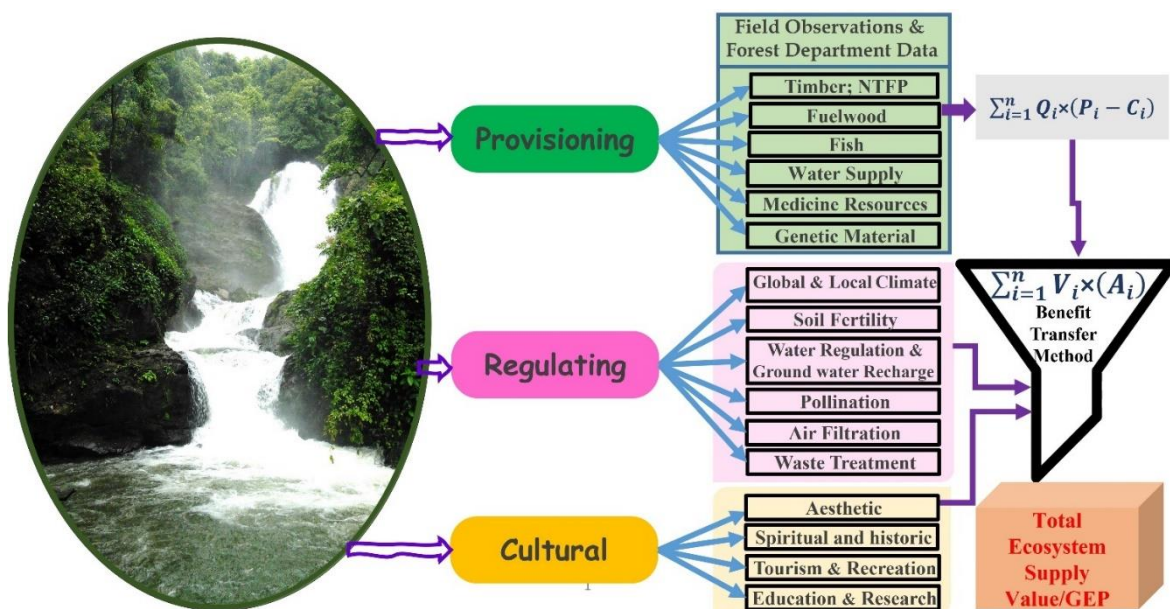 Field Observations &
Forest Department Data
Timber; NTFP
Fuelwood
Fish
Water Supply
Medicine Resources
Genetic Material
Provisioning
∑ⁿᵢ₌₁ Qᵢ×(Pᵢ − Cᵢ)
Global & Local Climate
Soil Fertility
Water Regulation &
Ground water Recharge
Pollination
Air Filtration
Waste Treatment
Regulating
∑ⁿᵢ₌₁ Vᵢ×(Aᵢ)
Benefit
Transfer
Method
Aesthetic
Spiritual and historic
Tourism & Recreation
Education & Research
Cultural
1
Total
Ecosystem
Supply
Value/GEP